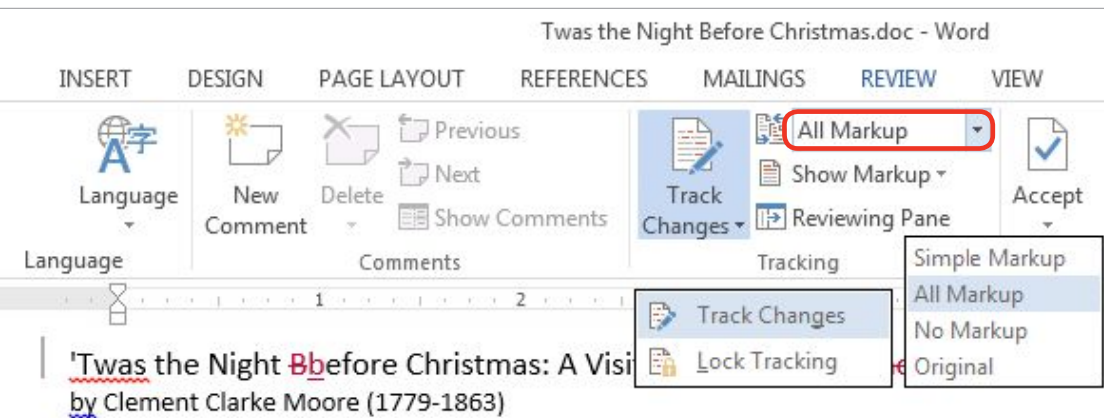 Twas the Night Before Christmas.doc - Word
INSERT DESIGN PAGE LAYOUT REFERENCES MAILINGS REVIEW VIEW
Language
New Comment
Delete
Previous
Next
Show Comments
Track Changes
All Markup
Show Markup
Reviewing Pane
Accept
Language Comments Tracking
Simple Markup
All Markup
No Markup
Original
Track Changes
Lock Tracking
1 2
'Twas the Night Bbefore Christmas: A Visi
by Clement Clarke Moore (1779-1863)